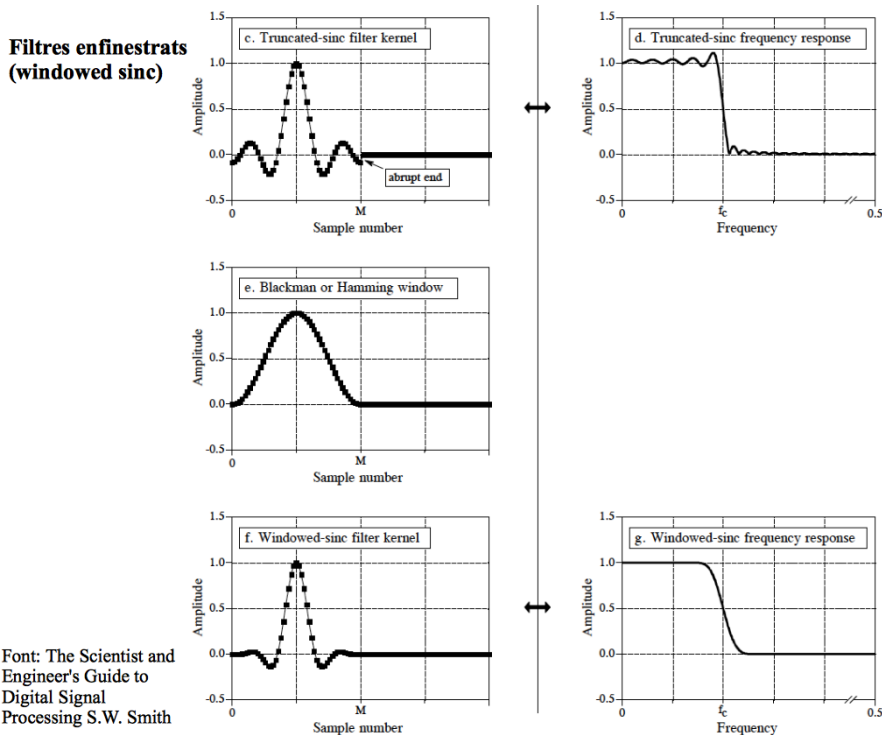 Filtres enfinestrats
(windowed sinc)
c. Truncated-sinc filter kernel
Amplitude
1.5
1.0
0.5
0.0
-0.5
abrupt end
0
M
Sample number
d. Truncated-sinc frequency response
Amplitude
1.5
1.0
0.5
0.0
-0.5
0
fc
0.5
Frequency
e. Blackman or Hamming window
Amplitude
1.5
1.0
0.5
0.0
-0.5
0
M
Sample number
f. Windowed-sinc filter kernel
Amplitude
1.5
1.0
0.5
0.0
-0.5
0
M
Sample number
g. Windowed-sinc frequency response
Amplitude
1.5
1.0
0.5
0.0
-0.5
0
fc
0.5
Frequency
Font: The Scientist and
Engineer's Guide to
Digital Signal
Processing S.W. Smith